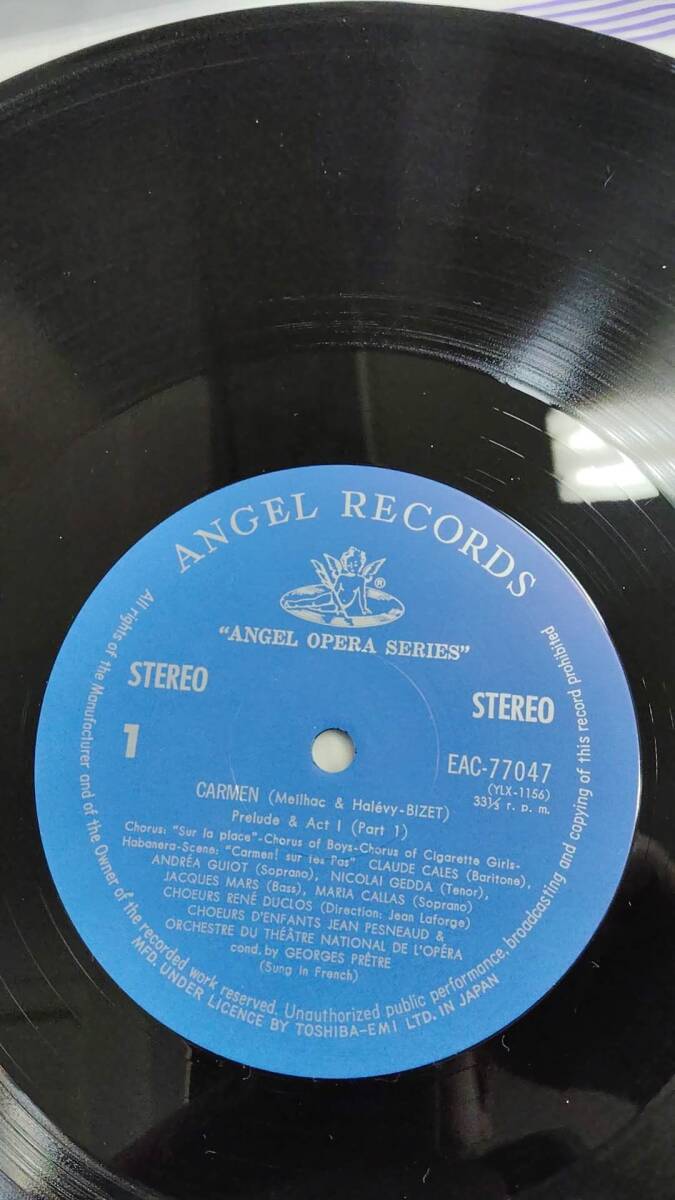 ANGEL RECORDS
®
"ANGEL OPERA SERIES"
STEREO
STEREO
1
EAC-77047
(YLX-1156)
33⅓ r. p. m.
CARMEN (Meilhac & Halévy-BIZET)
Prelude & Act I (Part 1)
Chorus: "Sur la place"-Chorus of Boys-Chorus of Cigarette Girls-
Habanera-Scene: "Carmen! sur tes Pas" CLAUDE CALES (Baritone),
ANDRÉA GUIOT (Soprano), NICOLAI GEDDA (Tenor),
JACQUES MARS (Bass), MARIA CALLAS (Soprano)
CHOEURS RENÉ DUCLOS (Direction: Jean Laforge)
CHOEURS D'ENFANTS JEAN PESNEAUD &
ORCHESTRE DU THÉÂTRE NATIONAL DE L'OPÉRA
cond. by GEORGES PRÊTRE
(Sung in French)
All rights of the Manufacturer and of the Owner of the recorded work reserved. Unauthorized public performance, broadcasting and copying of this record prohibited
MFD. UNDER LICENCE BY TOSHIBA-EMI LTD. IN JAPAN